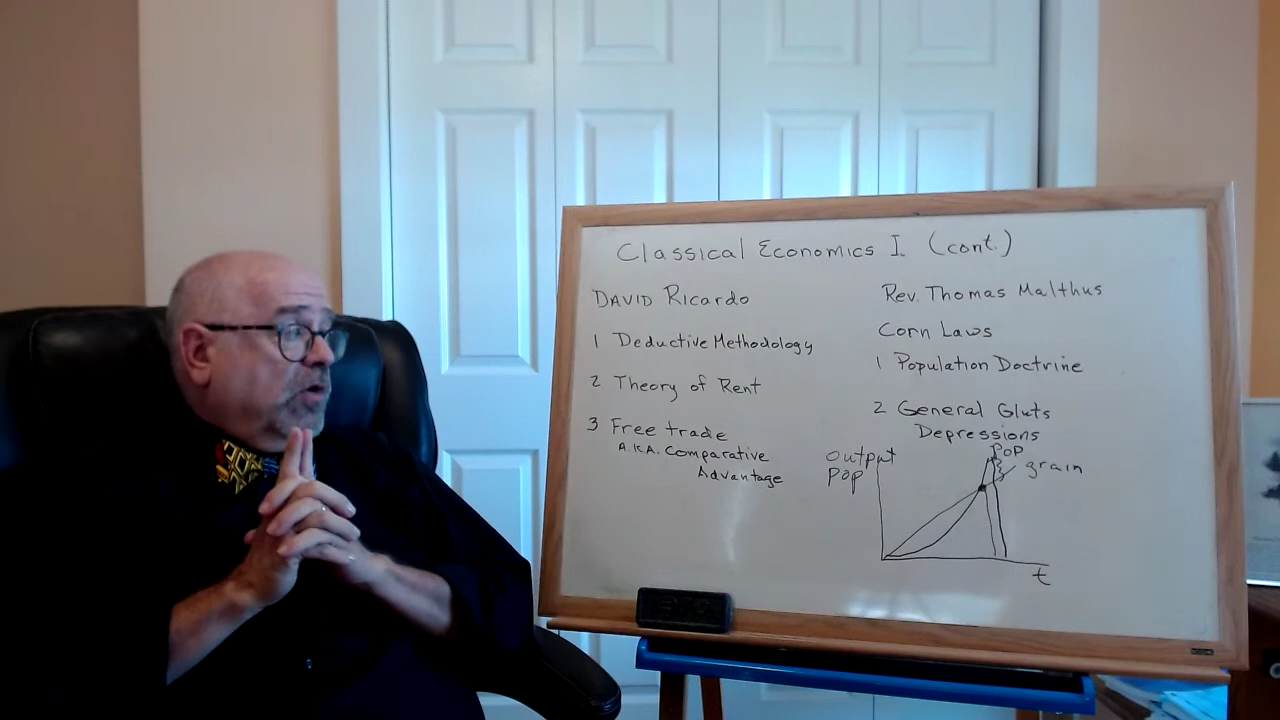 Classical Economics I (cont.)
DAVID Ricardo
1 Deductive Methodology
2 Theory of Rent
3 Free trade
A.K.A. Comparative
Advantage
Rev. Thomas Malthus
Corn Laws
1 Population Doctrine
2 General Gluts
Depressions
output
Pop
Pop
grain
t